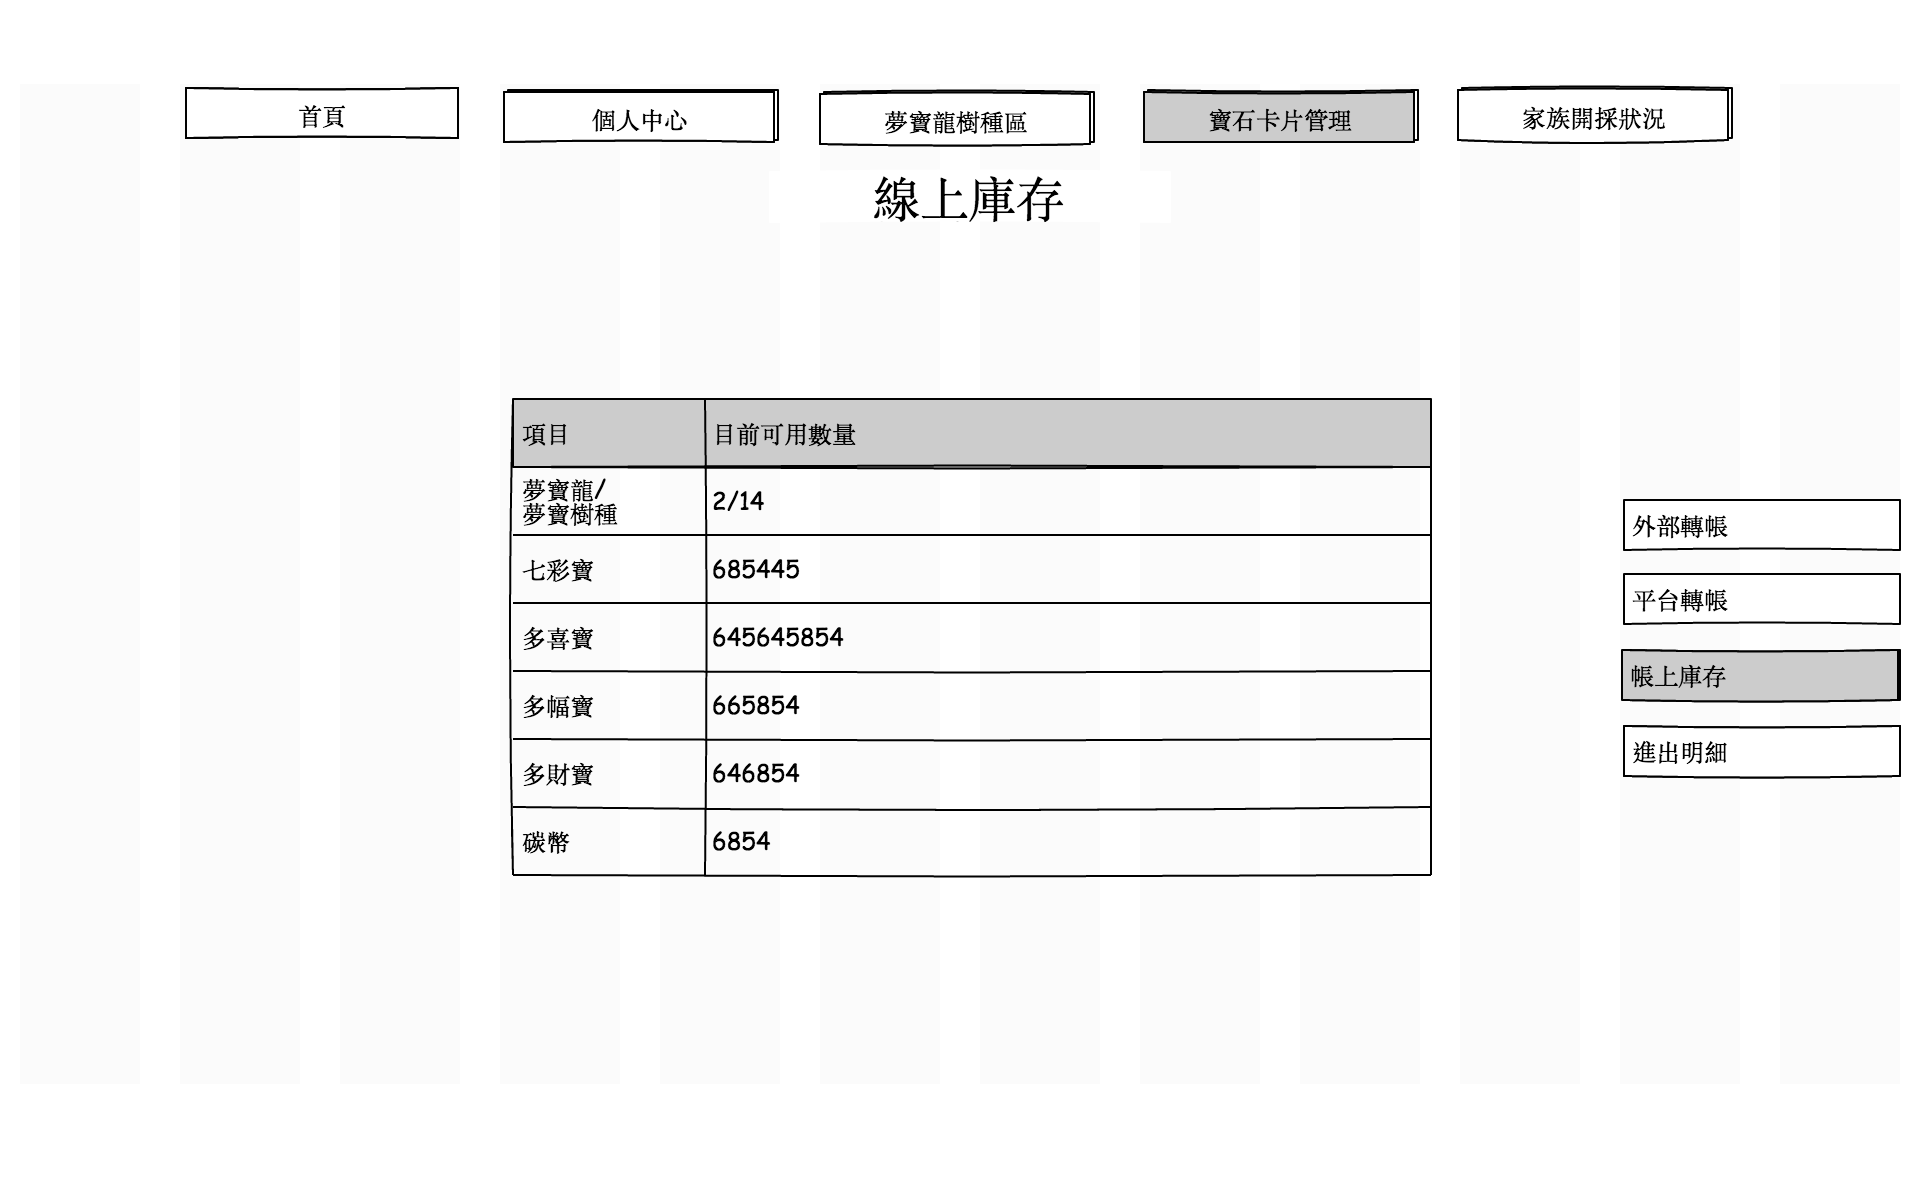 首頁
個人中心
夢寶龍樹種區
寶石卡片管理
家族開採狀況
線上庫存
項目
目前可用數量
夢寶龍/
夢寶樹種
2/14
七彩寶
685445
多喜寶
645645854
多幅寶
665854
多財寶
646854
碳幣
6854
外部轉帳
平台轉帳
帳上庫存
進出明細